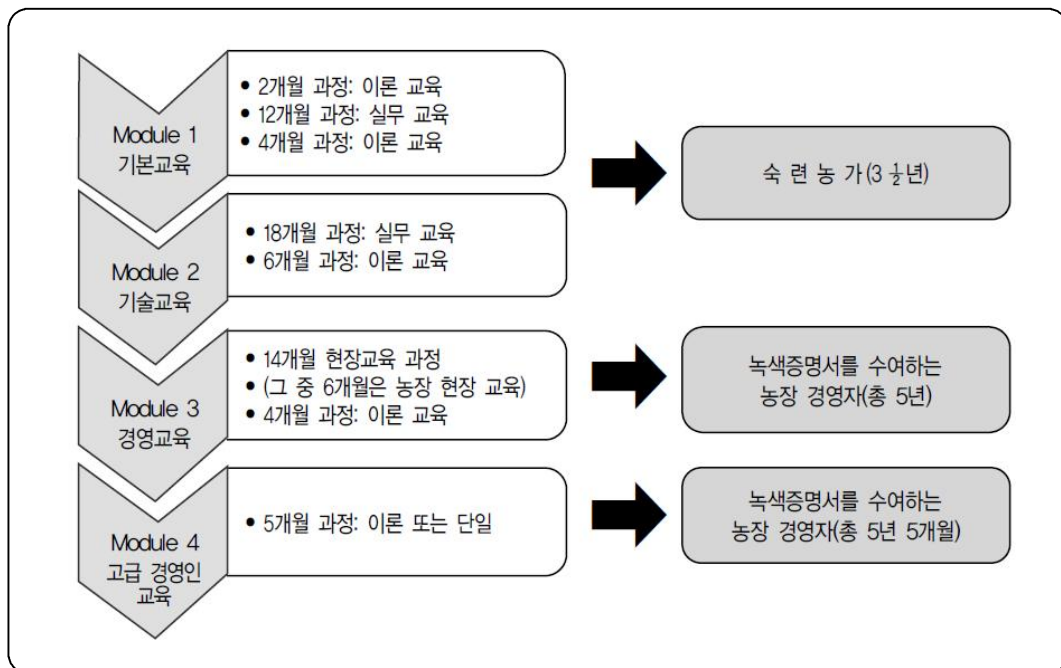 Module 1
기본교육
• 2개월 과정: 이론 교육
• 12개월 과정: 실무 교육
• 4개월 과정: 이론 교육
숙 련 농 가(3 ½년)
Module 2
기술교육
• 18개월 과정: 실무 교육
• 6개월 과정: 이론 교육
Module 3
경영교육
• 14개월 현장교육 과정
• (그 중 6개월은 농장 현장 교육)
• 4개월 과정: 이론 교육
녹색증명서를 수여하는
농장 경영자(총 5년)
Module 4
고급 경영인
교육
• 5개월 과정: 이론 또는 단일
녹색증명서를 수여하는
농장 경영자(총 5년 5개월)